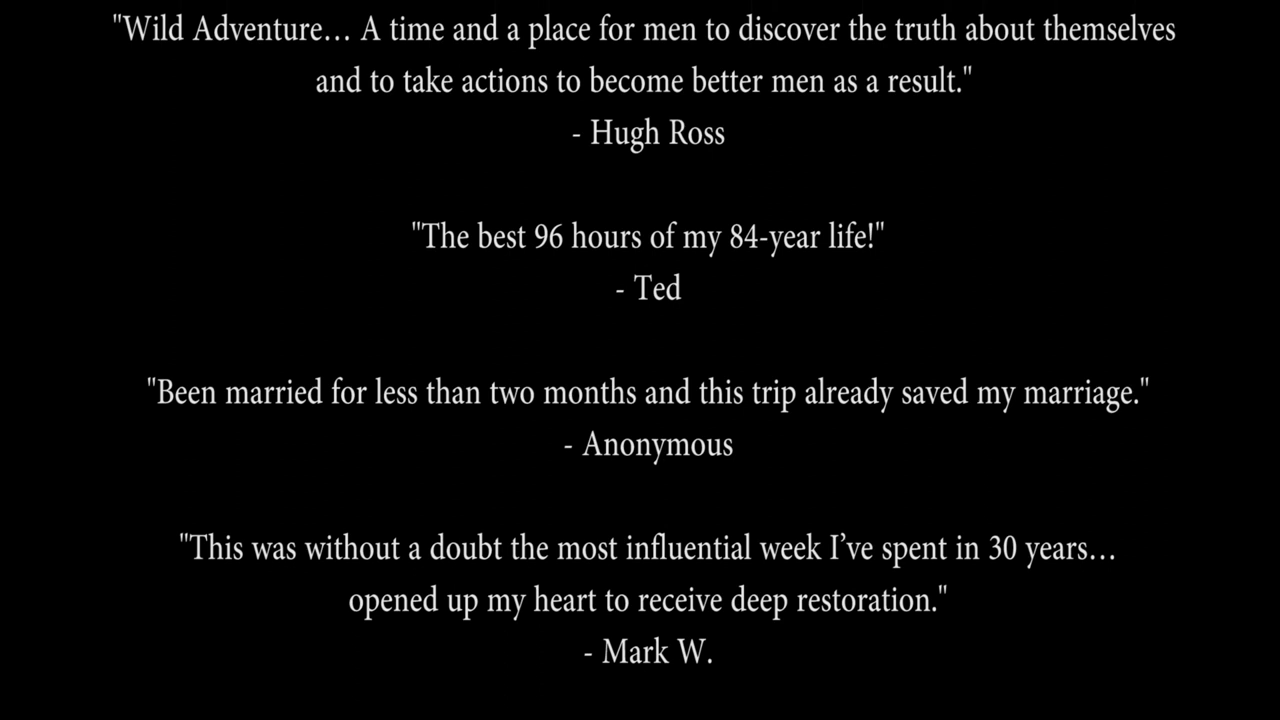 "Wild Adventure… A time and a place for men to discover the truth about themselves
and to take actions to become better men as a result."
- Hugh Ross
"The best 96 hours of my 84-year life!"
- Ted
"Been married for less than two months and this trip already saved my marriage."
- Anonymous
"This was without a doubt the most influential week I’ve spent in 30 years…
opened up my heart to receive deep restoration."
- Mark W.